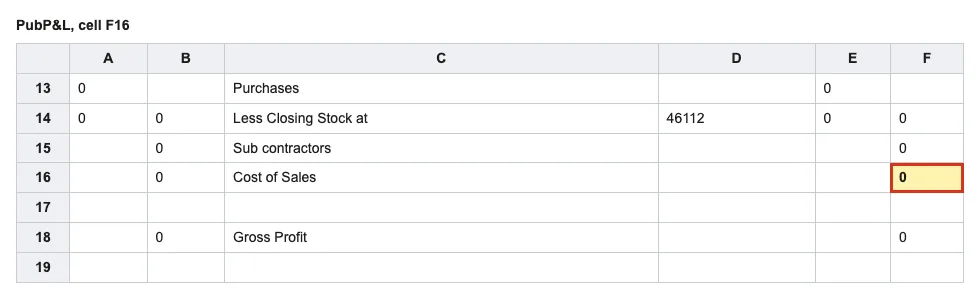 PubP&L, cell F16
A B C D E F
13 0 Purchases 0
14 0 0 Less Closing Stock at 46112 0 0
15 0 Sub contractors 0
16 0 Cost of Sales 0
17
18 0 Gross Profit 0
19